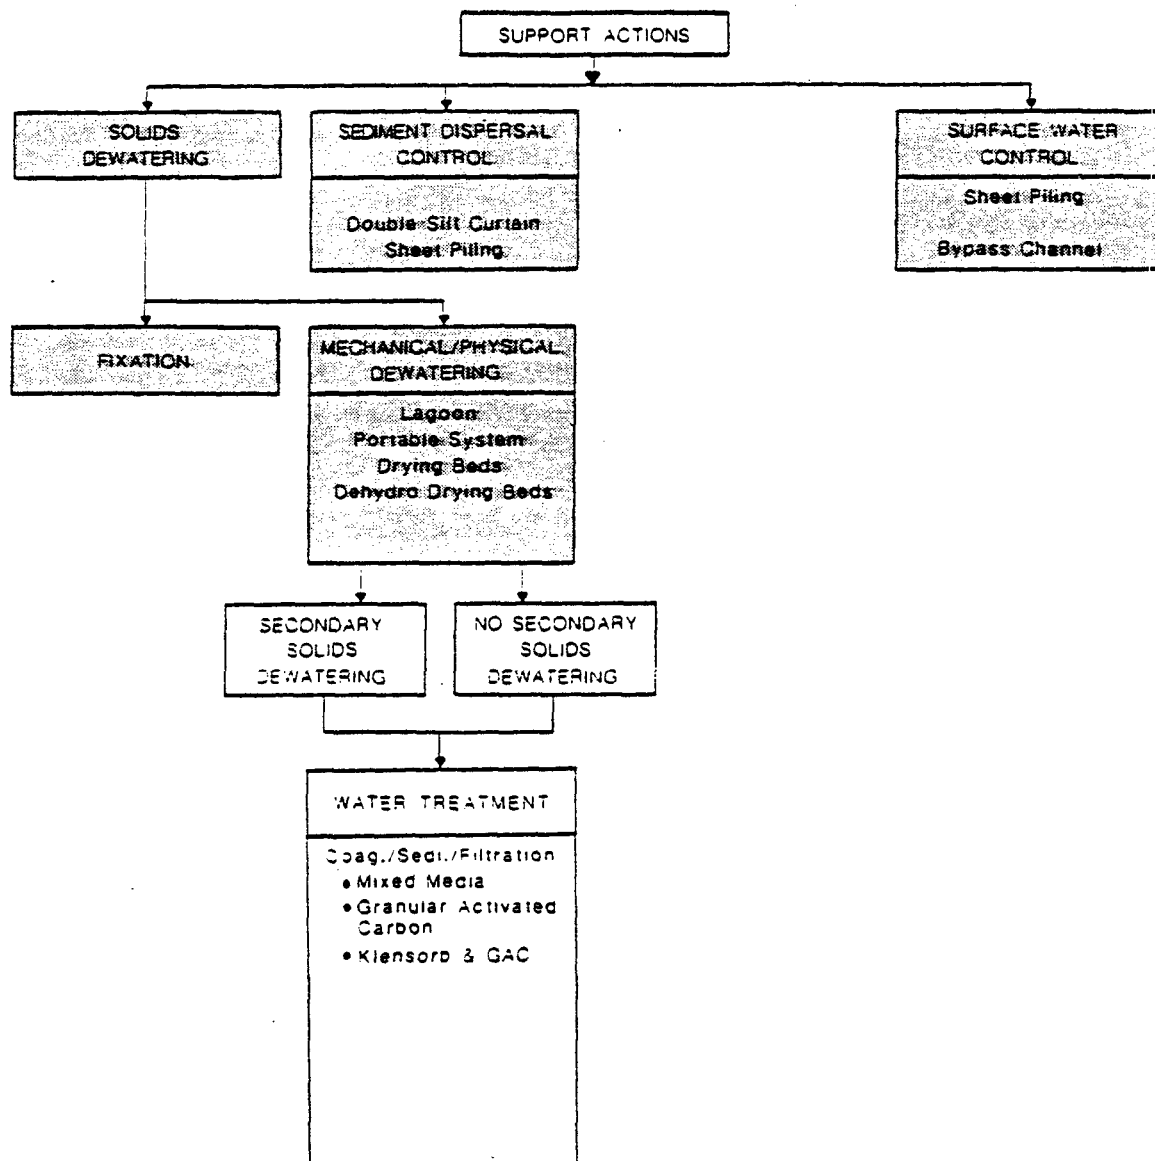 SUPPORT ACTIONS
SOLIDS
DEWATERING
SEDIMENT DISPERSAL
CONTROL
Double Silt Curtain
Sheet Piling
SURFACE WATER
CONTROL
Sheet Piling
Bypass Channel
FIXATION
MECHANICAL/PHYSICAL
DEWATERING
Lagoon
Portable System
Drying Beds
Dehydro Drying Beds
SECONDARY
SOLIDS
DEWATERING
NO SECONDARY
SOLIDS
DEWATERING
WATER TREATMENT
Coag./Sedi./Filtration
• Mixed Media
• Granular Activated
Carbon
• Klensorb & GAC